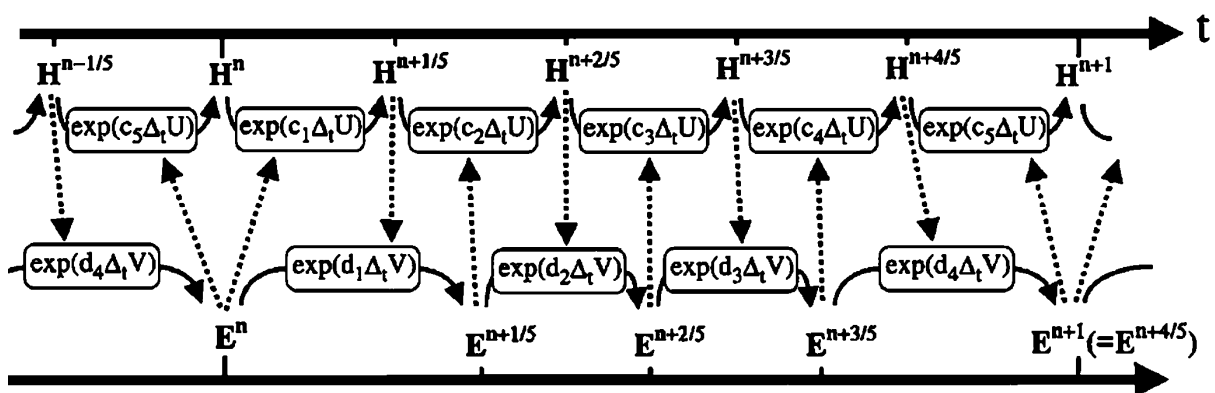 t
H^{n-1/5} H^n H^{n+1/5} H^{n+2/5} H^{n+3/5} H^{n+4/5} H^{n+1}
exp(c_5Δ_tU) exp(c_1Δ_tU) exp(c_2Δ_tU) exp(c_3Δ_tU) exp(c_4Δ_tU) exp(c_5Δ_tU)
exp(d_4Δ_tV) exp(d_1Δ_tV) exp(d_2Δ_tV) exp(d_3Δ_tV) exp(d_4Δ_tV)
E^n E^{n+1/5} E^{n+2/5} E^{n+3/5} E^{n+1}(=E^{n+4/5})